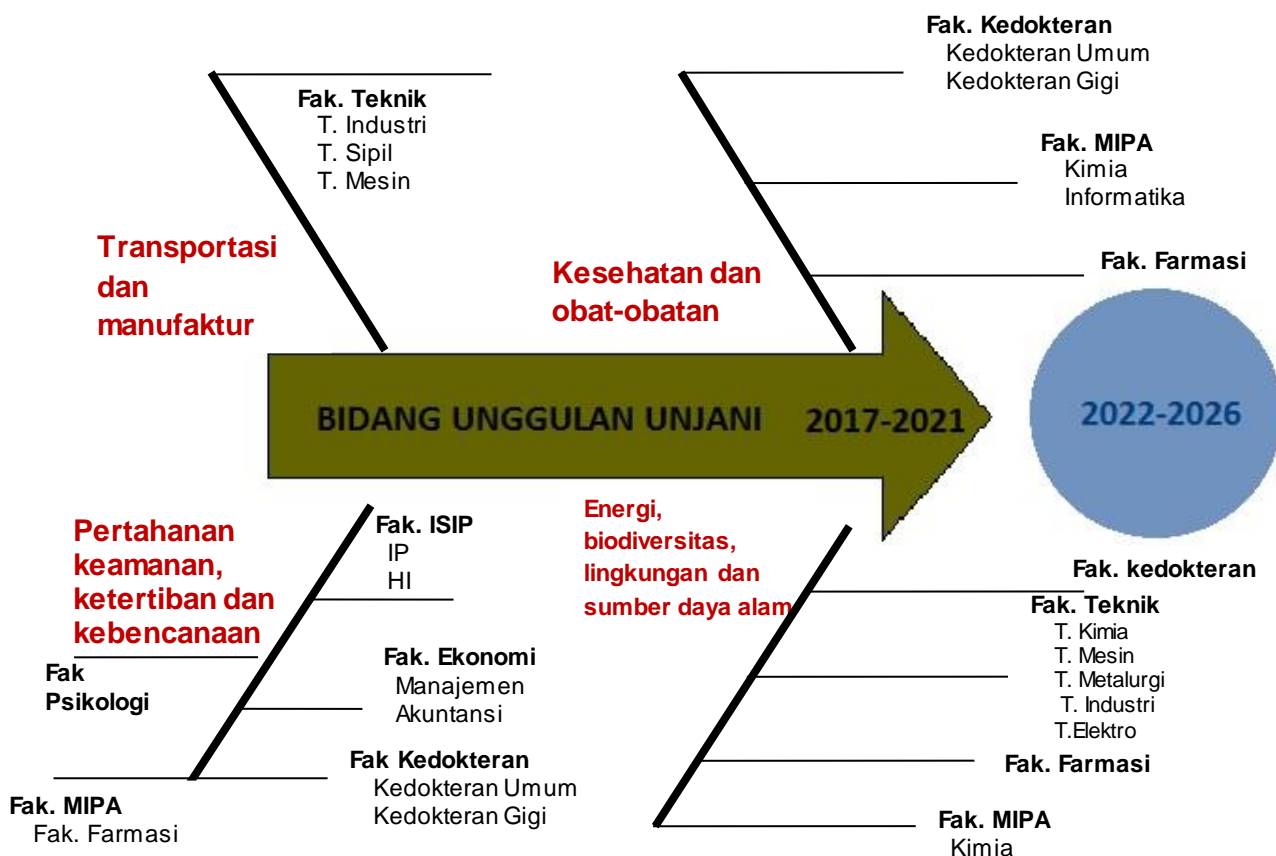 Fak. Teknik
T. Industri
T. Sipil
T. Mesin
Transportasi
dan
manufaktur
Fak. Kedokteran
Kedokteran Umum
Kedokteran Gigi
Fak. MIPA
Kimia
Informatika
Fak. Farmasi
Kesehatan dan
obat-obatan
BIDANG UNGGULAN UNJANI 2017-2021
2022-2026
Pertahanan
keamanan,
ketertiban dan
kebencanaan
Fak. ISIP
IP
HI
Fak
Psikologi
Fak. Ekonomi
Manajemen
Akuntansi
Fak Kedokteran
Kedokteran Umum
Kedokteran Gigi
Fak. MIPA
Fak. Farmasi
Energi,
biodiversitas,
lingkungan dan
sumber daya alam
Fak. kedokteran
Fak. Teknik
T. Kimia
T. Mesin
T. Metalurgi
T. Industri
T.Elektro
Fak. Farmasi
Fak. MIPA
Kimia